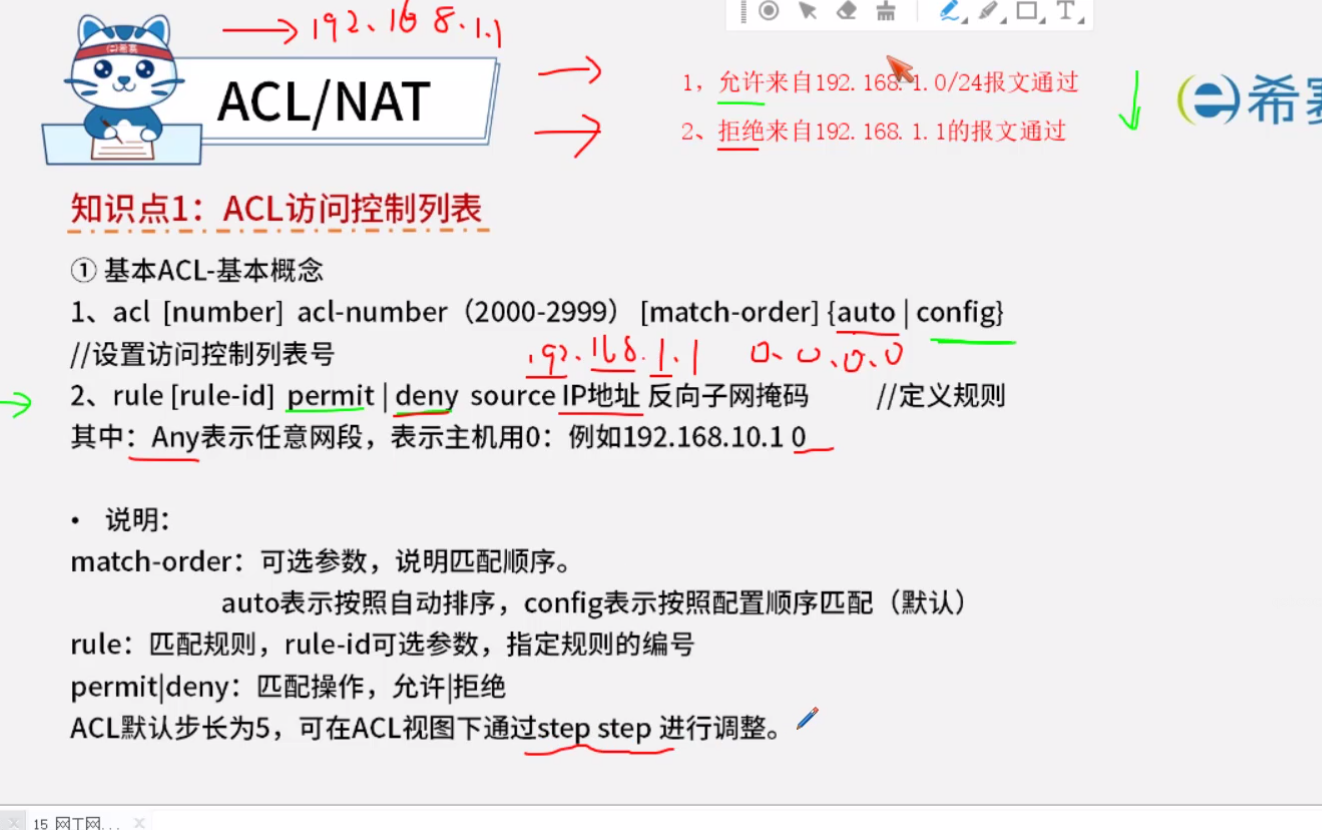 192.168.1.1
ACL/NAT
1，允许来自192.168.1.0/24报文通过
2、拒绝来自192.168.1.1的报文通过
希赛
知识点1：ACL访问控制列表
① 基本ACL-基本概念
1、acl [number] acl-number（2000-2999） [match-order] {auto | config}
//设置访问控制列表号
192.168.1.1 0.0.0.0
2、rule [rule-id] permit | deny source IP地址 反向子网掩码 //定义规则
其中：Any表示任意网段，表示主机用0：例如192.168.10.1 0
• 说明：
match-order：可选参数，说明匹配顺序。
auto表示按照自动排序，config表示按照配置顺序匹配（默认）
rule：匹配规则，rule-id可选参数，指定规则的编号
permit|deny：匹配操作，允许|拒绝
ACL默认步长为5，可在ACL视图下通过step step 进行调整。
15 网工网...